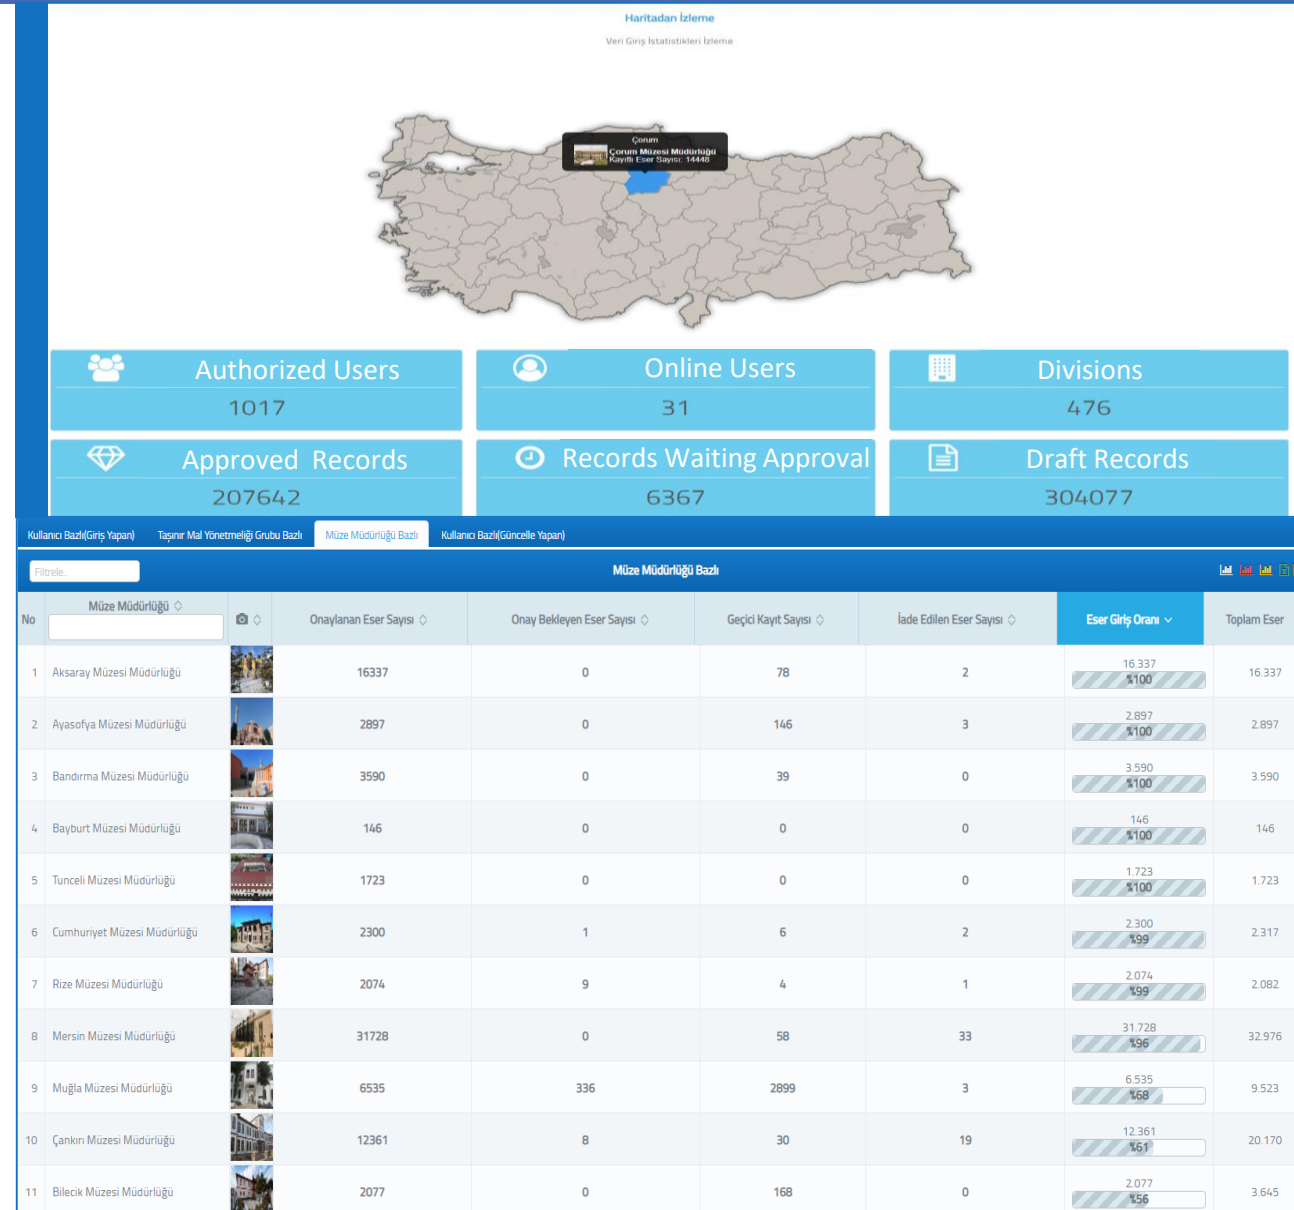 Haritadan İzleme
Veri Giriş İstatistikleri İzleme
Çorum
Çorum Müzesi Müdürlüğü
Kayıtlı Eser Sayısı: 14448
Authorized Users
1017
Online Users
31
Divisions
476
Approved Records
207642
Records Waiting Approval
6367
Draft Records
304077
Kullanıcı Bazlı(Giriş Yapan) Taşınır Mal Yönetmeliği Grubu Bazlı Müze Müdürlüğü Bazlı Kullanıcı Bazlı(Güncelle Yapan)
Filtrele.. Müze Müdürlüğü Bazlı
No Müze Müdürlüğü Onaylanan Eser Sayısı Onay Bekleyen Eser Sayısı Geçici Kayıt Sayısı İade Edilen Eser Sayısı Eser Giriş Oranı Toplam Eser
1 Aksaray Müzesi Müdürlüğü 16337 0 78 2 16.337 %100 16.337
2 Ayasofya Müzesi Müdürlüğü 2897 0 146 3 2.897 %100 2.897
3 Bandırma Müzesi Müdürlüğü 3590 0 39 0 3.590 %100 3.590
4 Bayburt Müzesi Müdürlüğü 146 0 0 0 146 %100 146
5 Tunceli Müzesi Müdürlüğü 1723 0 0 0 1.723 %100 1.723
6 Cumhuriyet Müzesi Müdürlüğü 2300 1 6 2 2.300 %99 2.317
7 Rize Müzesi Müdürlüğü 2074 9 4 1 2.074 %99 2.082
8 Mersin Müzesi Müdürlüğü 31728 0 58 33 31.728 %96 32.976
9 Muğla Müzesi Müdürlüğü 6535 336 2899 3 6.535 %68 9.523
10 Çankırı Müzesi Müdürlüğü 12361 8 30 19 12.361 %61 20.170
11 Bilecik Müzesi Müdürlüğü 2077 0 168 0 2.077 %56 3.645